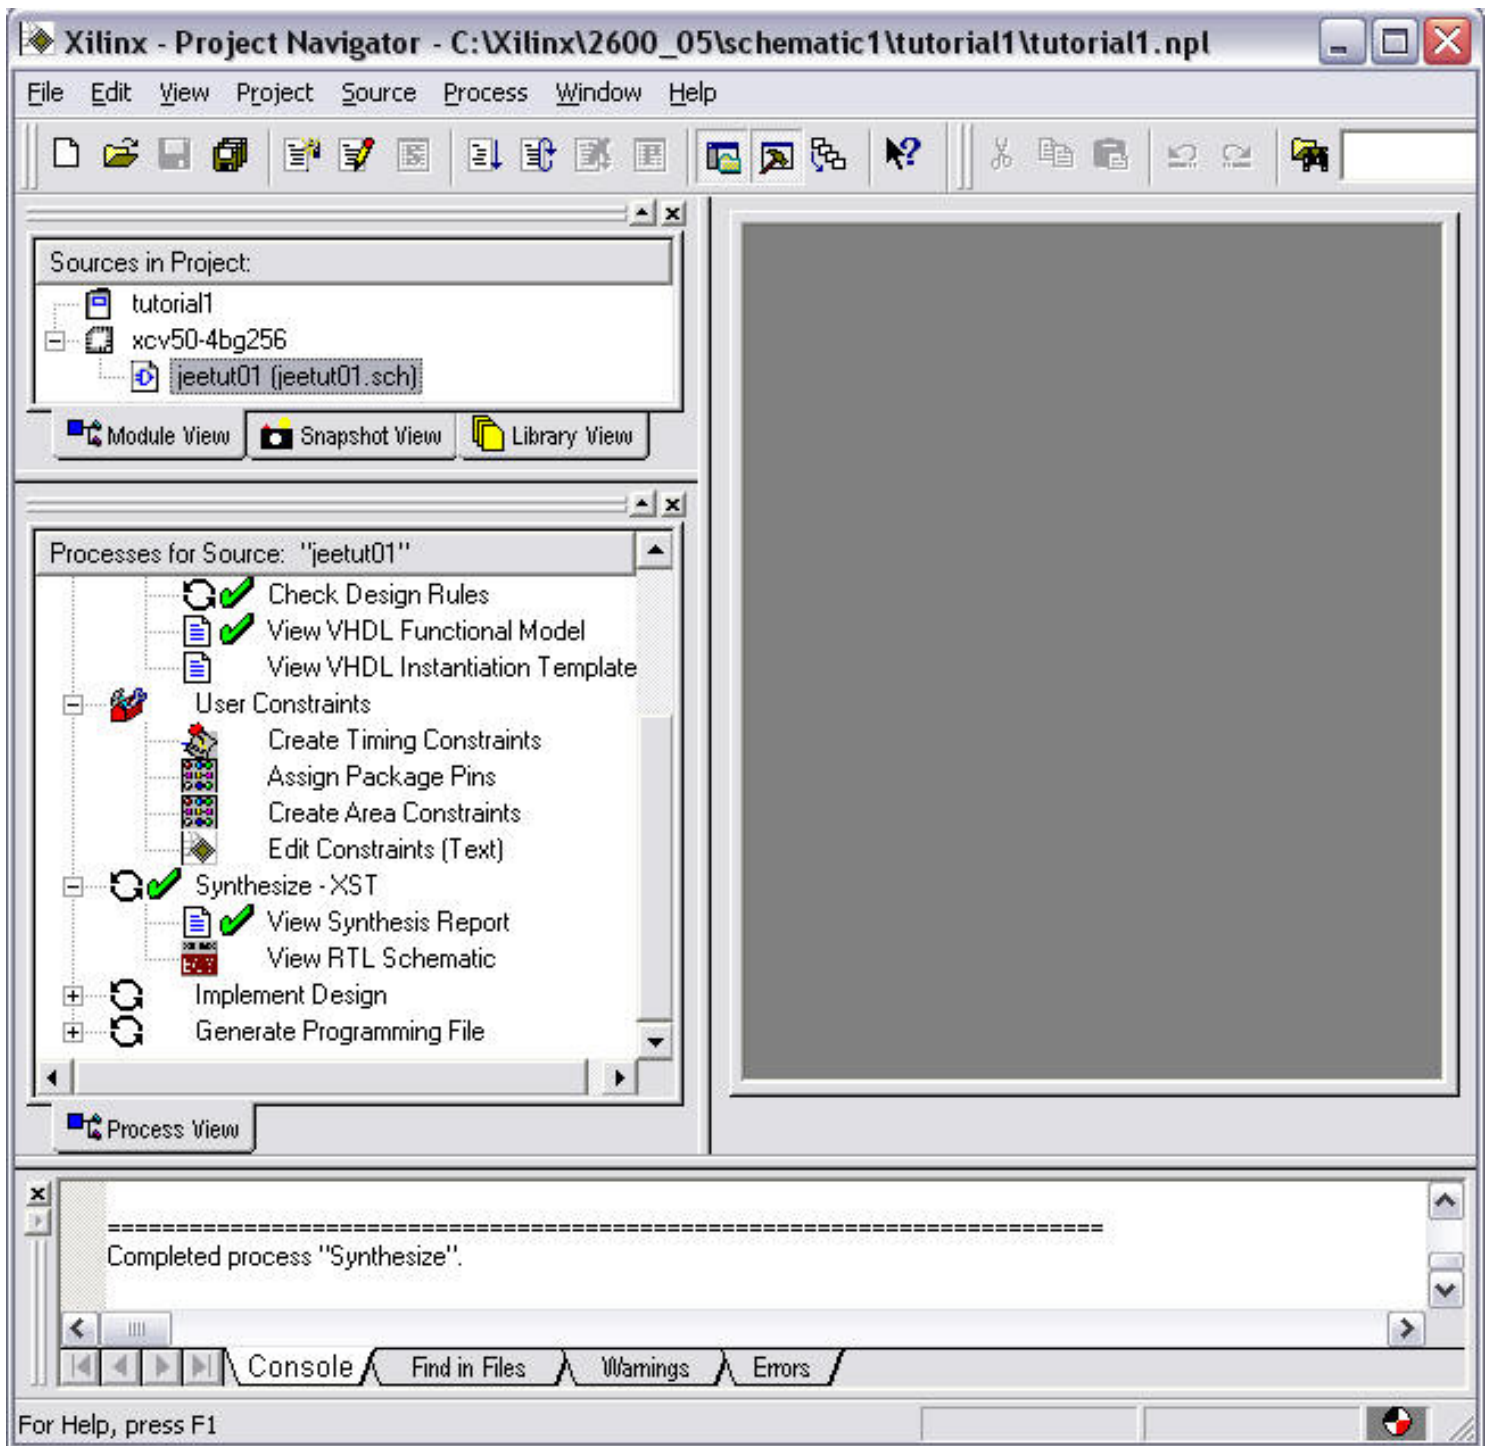 Xilinx - Project Navigator - C:\Xilinx\2600_05\schematic1\tutorial1\tutorial1.npl
File Edit View Project Source Process Window Help
Sources in Project:
tutorial1
xcv50-4bg256
jeetut01 (jeetut01.sch)
Module View Snapshot View Library View
Processes for Source: "jeetut01"
Check Design Rules
View VHDL Functional Model
View VHDL Instantiation Template
User Constraints
Create Timing Constraints
Assign Package Pins
Create Area Constraints
Edit Constraints (Text)
Synthesize - XST
View Synthesis Report
View RTL Schematic
Implement Design
Generate Programming File
Process View
=========================================================================
Completed process "Synthesize".
Console Find in Files Warnings Errors
For Help, press F1